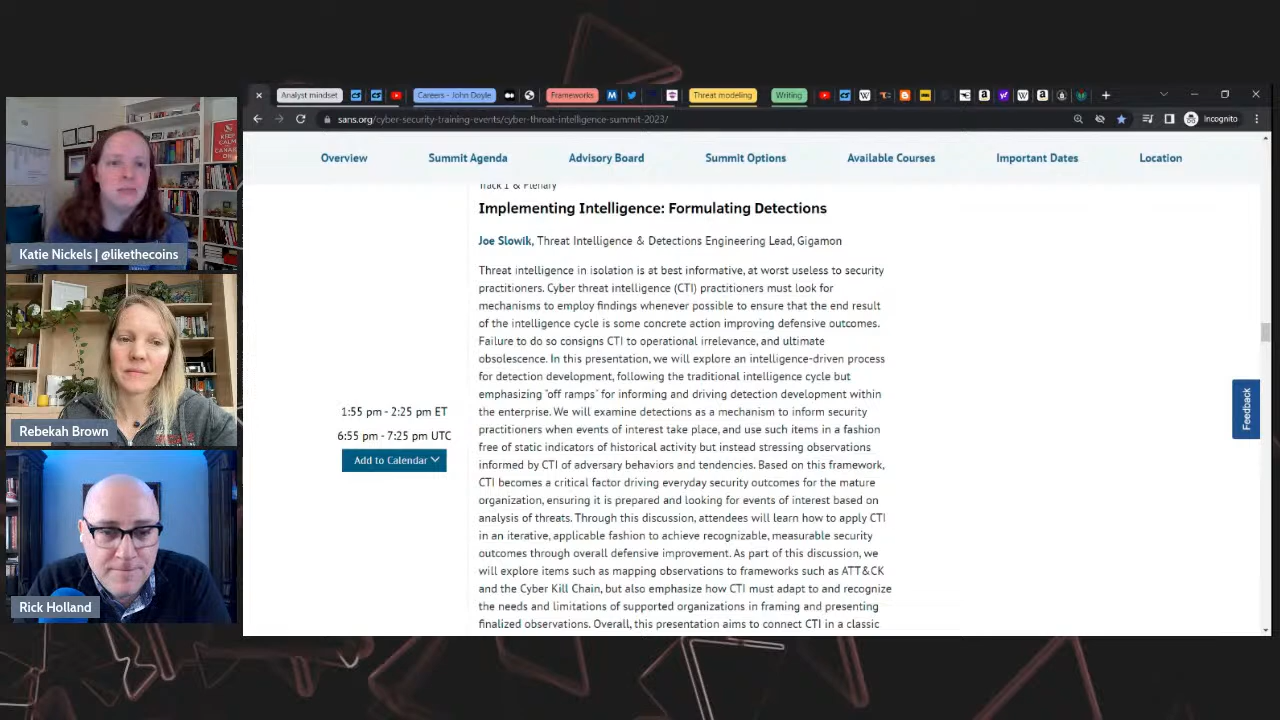 Analyst mindset
Careers - John Doyle
Frameworks
Threat modeling
Writing
sans.org/cyber-security-training-events/cyber-threat-intelligence-summit-2023/
Incognito
Overview
Summit Agenda
Advisory Board
Summit Options
Available Courses
Important Dates
Location
Track 1 & Plenary
Implementing Intelligence: Formulating Detections
Joe Slowik, Threat Intelligence & Detections Engineering Lead, Gigamon
Threat intelligence in isolation is at best informative, at worst useless to security
practitioners. Cyber threat intelligence (CTI) practitioners must look for
mechanisms to employ findings whenever possible to ensure that the end result
of the intelligence cycle is some concrete action improving defensive outcomes.
Failure to do so consigns CTI to operational irrelevance, and ultimate
obsolescence. In this presentation, we will explore an intelligence-driven process
for detection development, following the traditional intelligence cycle but
emphasizing "off ramps" for informing and driving detection development within
the enterprise. We will examine detections as a mechanism to inform security
practitioners when events of interest take place, and use such items in a fashion
free of static indicators of historical activity but instead stressing observations
informed by CTI of adversary behaviors and tendencies. Based on this framework,
CTI becomes a critical factor driving everyday security outcomes for the mature
organization, ensuring it is prepared and looking for events of interest based on
analysis of threats. Through this discussion, attendees will learn how to apply CTI
in an iterative, applicable fashion to achieve recognizable, measurable security
outcomes through overall defensive improvement. As part of this discussion, we
will explore items such as mapping observations to frameworks such as ATT&CK
and the Cyber Kill Chain, but also emphasize how CTI must adapt to and recognize
the needs and limitations of supported organizations in framing and presenting
finalized observations. Overall, this presentation aims to connect CTI in a classic
1:55 pm - 2:25 pm ET
6:55 pm - 7:25 pm UTC
Add to Calendar
Feedback
KEEP
CALM
Katie Nickels | @likethecoins
Rebekah Brown
Rick Holland